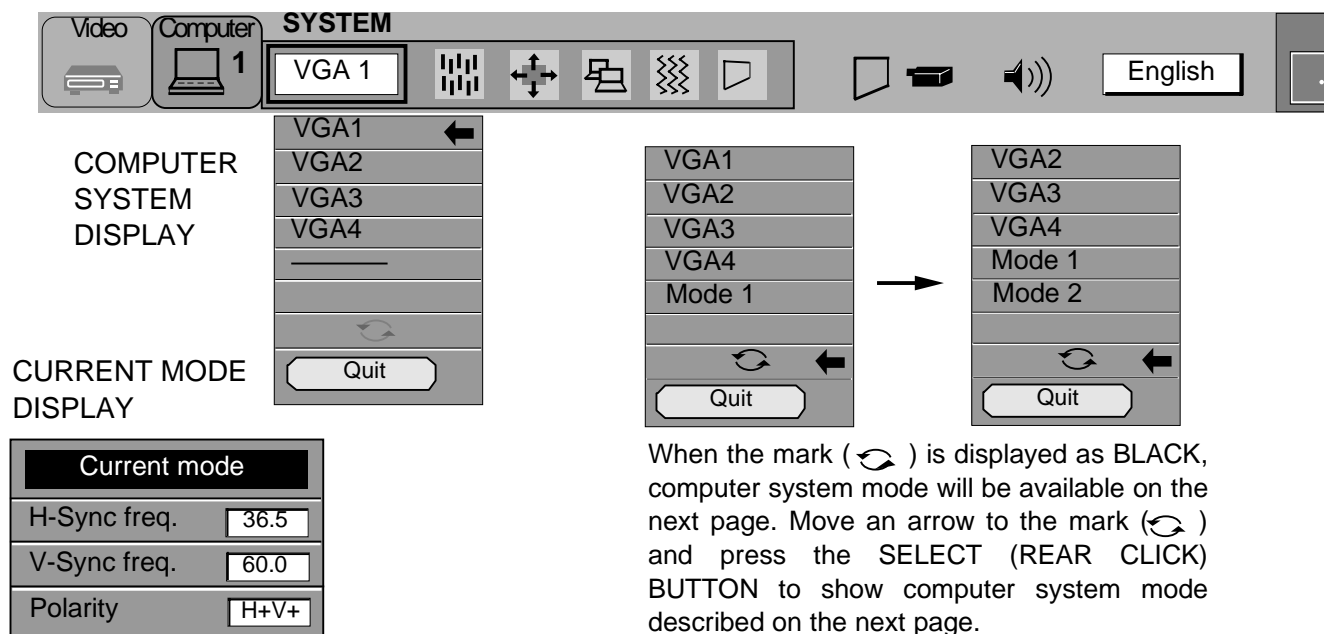 Video Computer SYSTEM
1 VGA 1 English
COMPUTER
SYSTEM
DISPLAY
VGA1
VGA2
VGA3
VGA4
Quit
VGA1
VGA2
VGA3
VGA4
Mode 1
Quit
VGA2
VGA3
VGA4
Mode 1
Mode 2
Quit
CURRENT MODE
DISPLAY
Current mode
H-Sync freq. 36.5
V-Sync freq. 60.0
Polarity H+V+
When the mark ( ) is displayed as BLACK,
computer system mode will be available on the
next page. Move an arrow to the mark ( )
and press the SELECT (REAR CLICK)
BUTTON to show computer system mode
described on the next page.